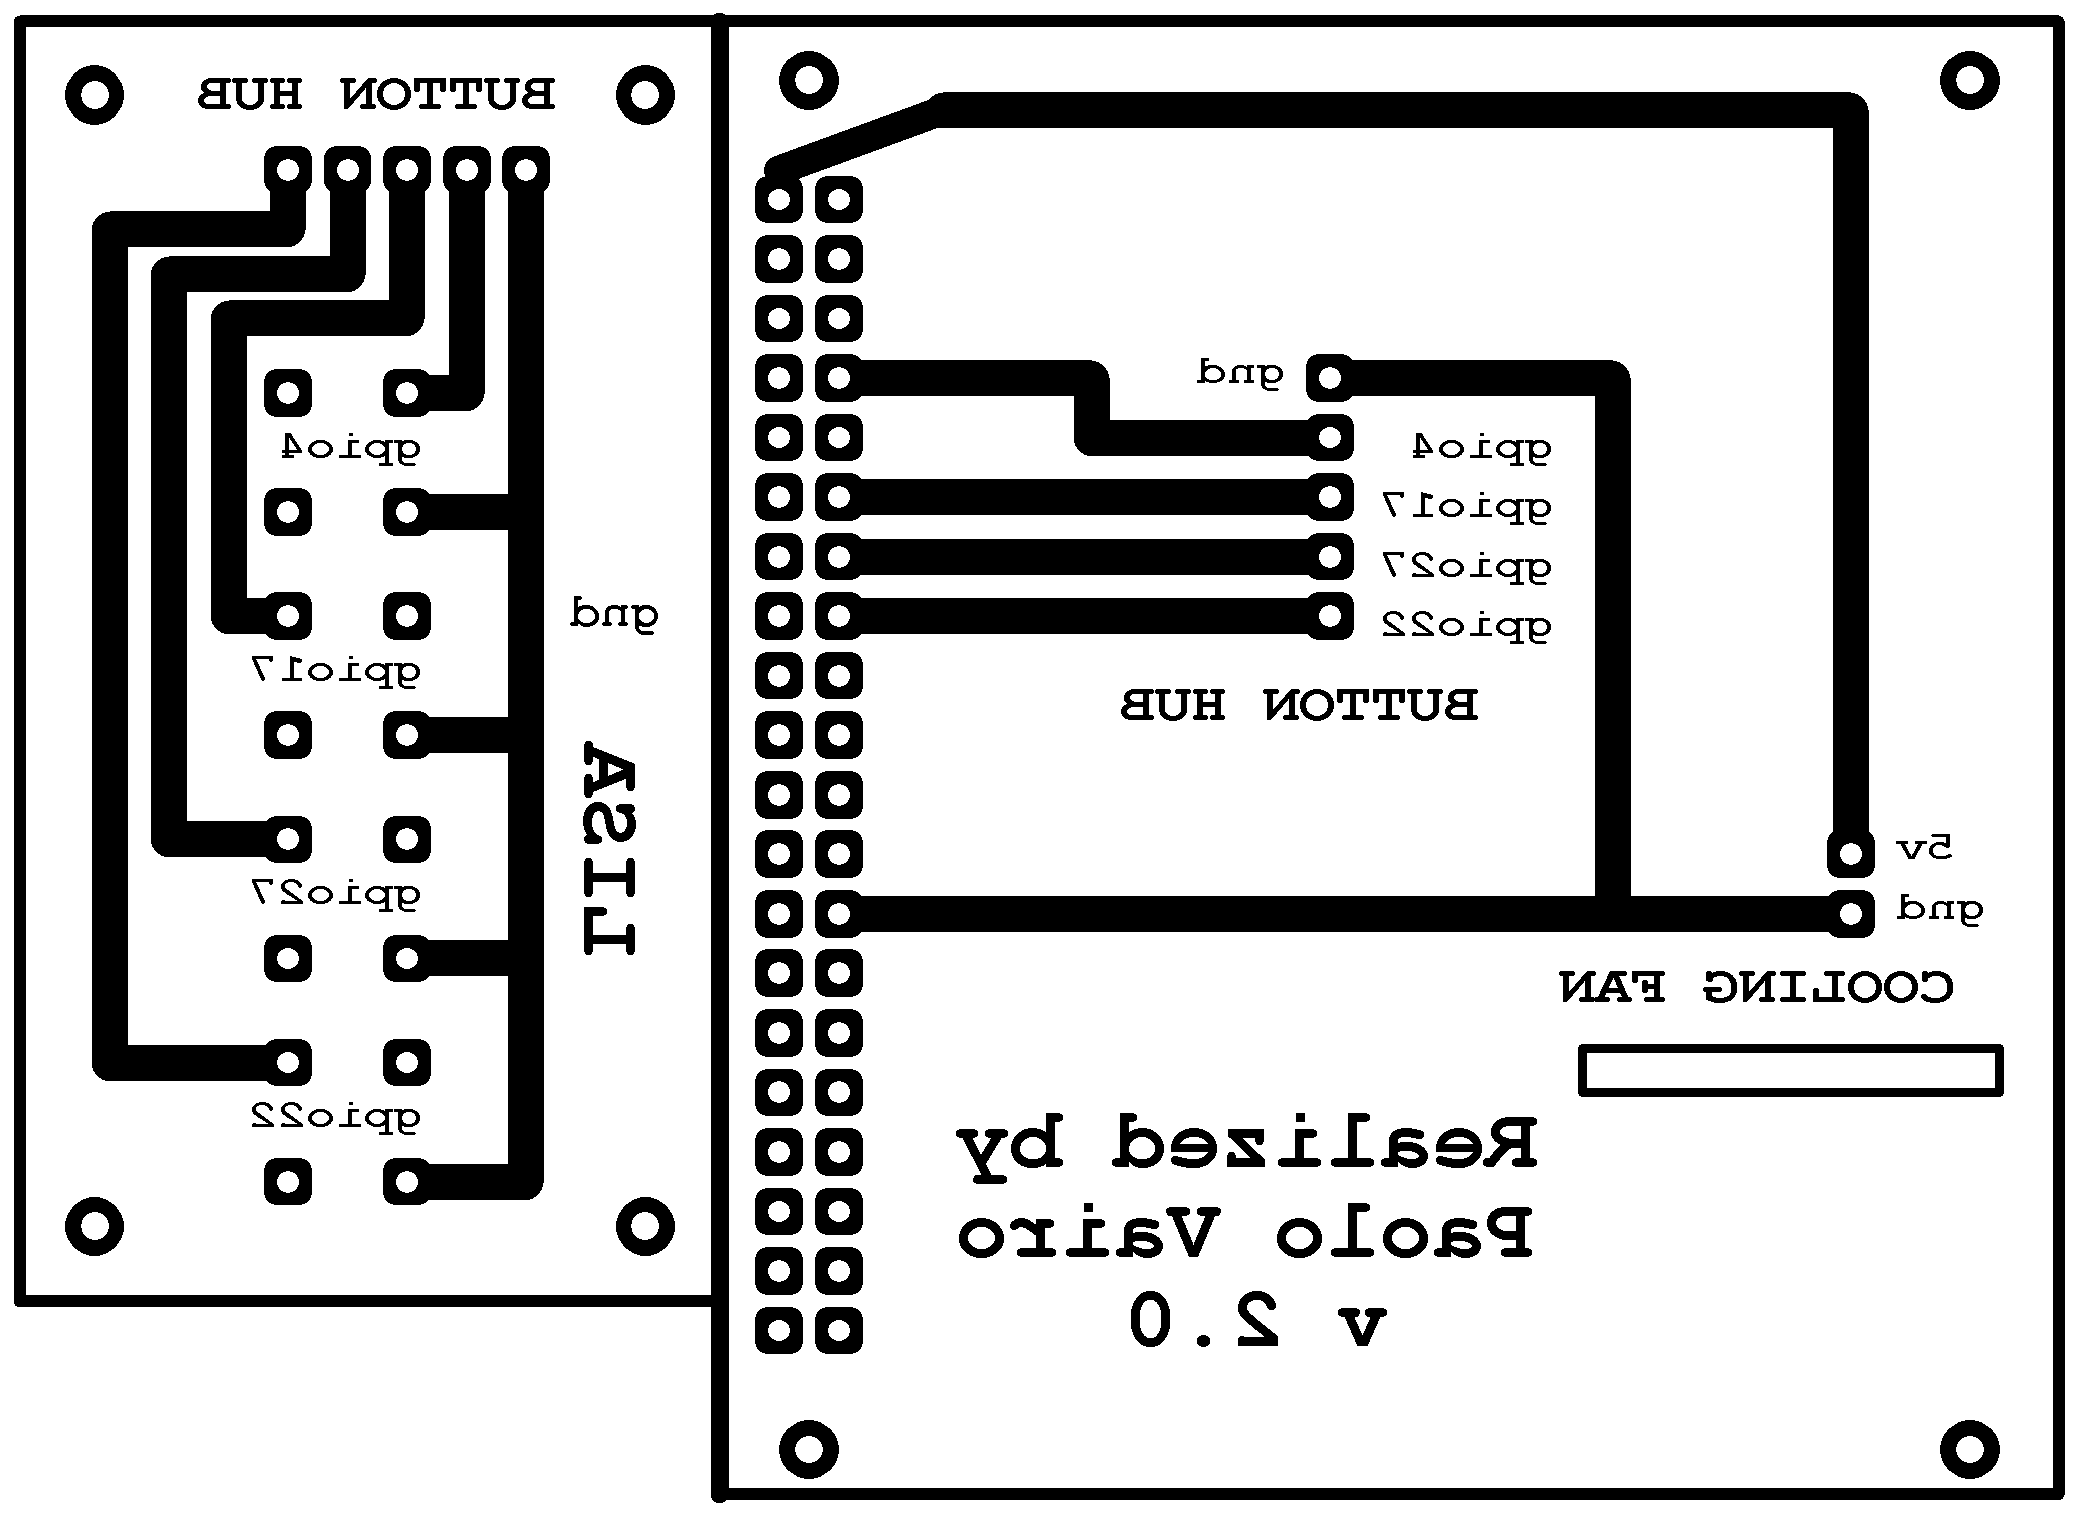 BUTTON HUB
gpio4
gnd
gpio17
gpio27
gpio22
LISA
gnd
gpio4
gpio17
gpio27
gpio22
BUTTON HUB
5v
gnd
COOLING FAN
Realized by
Paolo Vairo
v 2.0